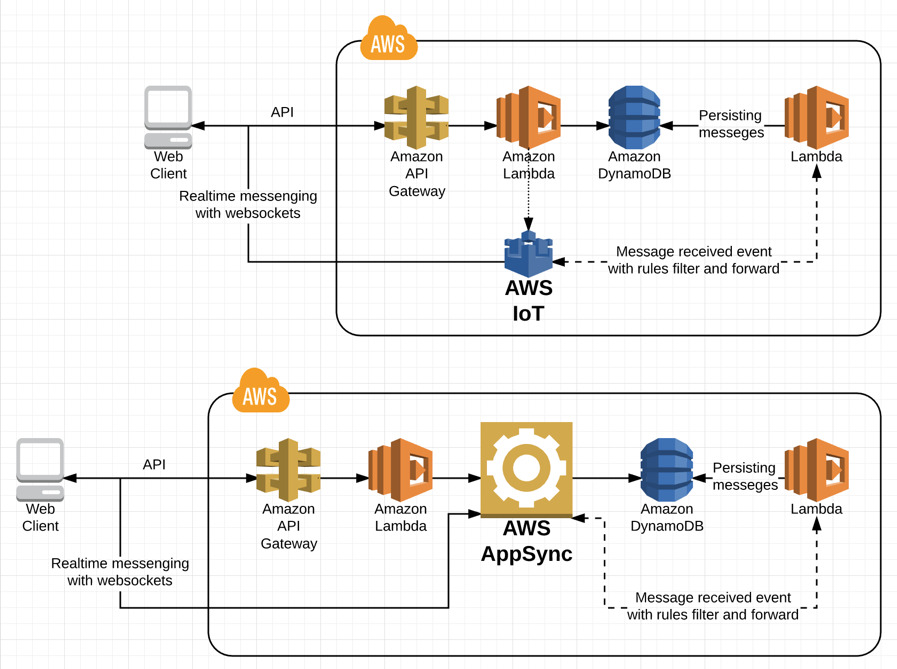 AWS
API
Persisting
messeges
Web
Client
Amazon
API
Gateway
Amazon
Lambda
Amazon
DynamoDB
Lambda
Realtime messenging
with websockets
Message received event
with rules filter and forward
AWS
IoT
AWS
API
Persisting
messeges
Web
Client
Amazon
API
Gateway
Amazon
Lambda
AWS
AppSync
Amazon
DynamoDB
Lambda
Realtime messenging
with websockets
Message received event
with rules filter and forward